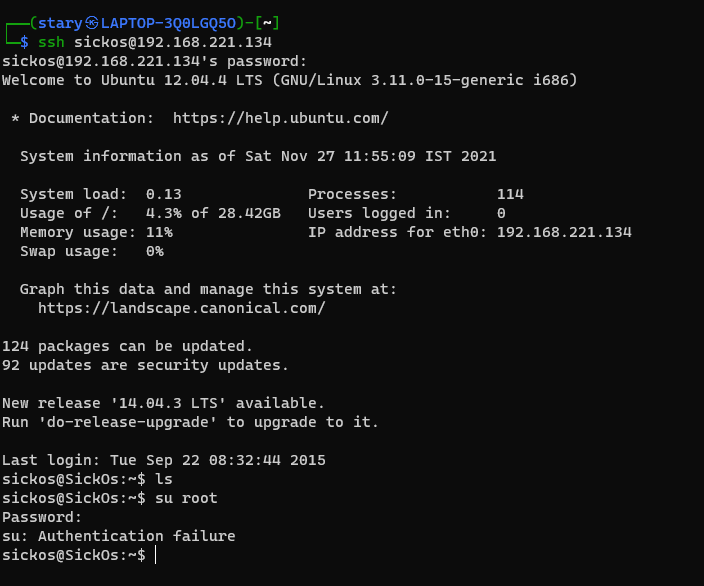 ┌──(stary㉿LAPTOP-3Q0LGQ5O)-[~]
└─$ ssh sickos@192.168.221.134
sickos@192.168.221.134's password:
Welcome to Ubuntu 12.04.4 LTS (GNU/Linux 3.11.0-15-generic i686)
* Documentation:  https://help.ubuntu.com/
System information as of Sat Nov 27 11:55:09 IST 2021
System load:  0.13               Processes:           114
Usage of /:   4.3% of 28.42GB   Users logged in:     0
Memory usage: 11%               IP address for eth0: 192.168.221.134
Swap usage:   0%
Graph this data and manage this system at:
https://landscape.canonical.com/
124 packages can be updated.
92 updates are security updates.
New release '14.04.3 LTS' available.
Run 'do-release-upgrade' to upgrade to it.
Last login: Tue Sep 22 08:32:44 2015
sickos@SickOs:~$ ls
sickos@SickOs:~$ su root
Password:
su: Authentication failure
sickos@SickOs:~$